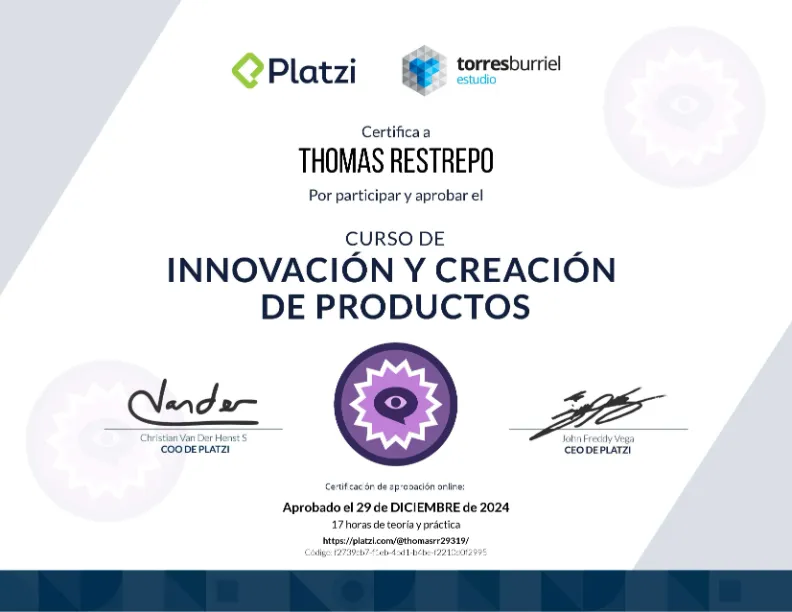 Platzi
torresburriel
estudio
Certifica a
THOMAS RESTREPO
Por participar y aprobar el
CURSO DE
INNOVACIÓN Y CREACIÓN
DE PRODUCTOS
Christian Van Der Henst S
COO DE PLATZI
John Freddy Vega
CEO DE PLATZI
Certificación de aprobación online:
Aprobado el 29 de DICIEMBRE de 2024
17 horas de teoría y práctica
https://platzi.com/@thomasrr29319/
Código: